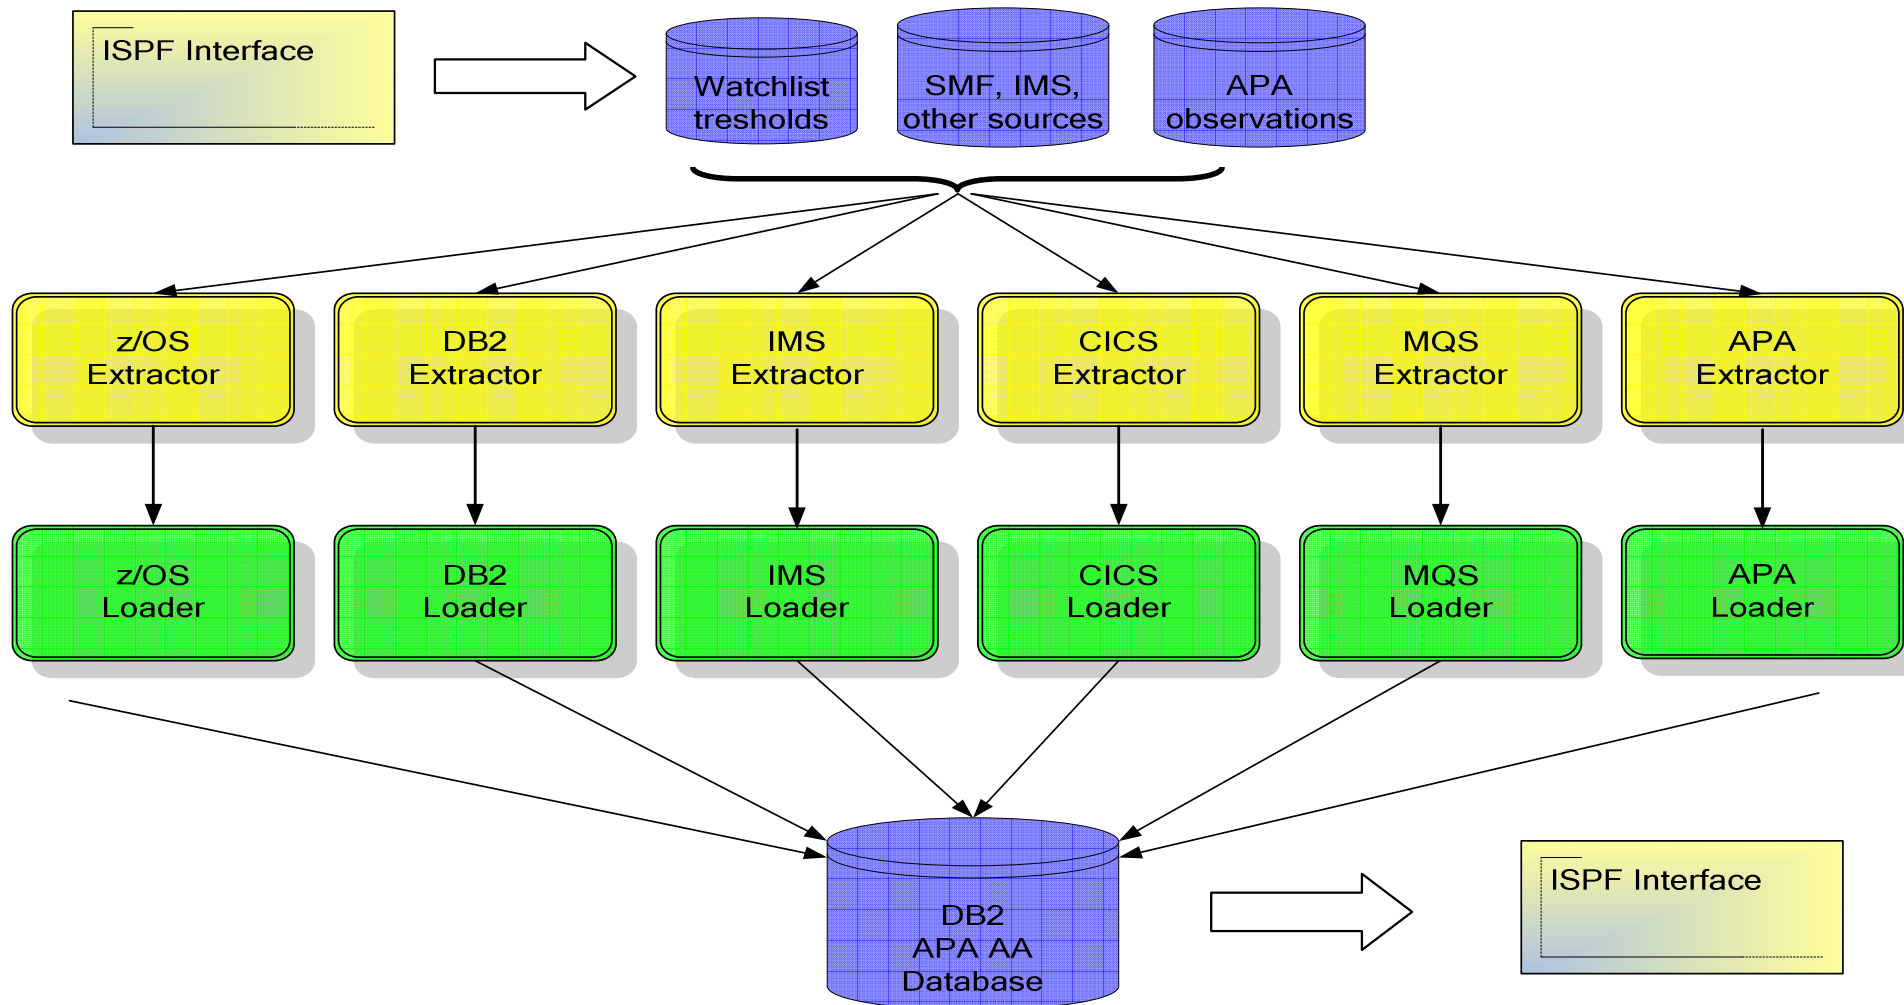 ISPF Interface
Watchlist
tresholds
SMF, IMS,
other sources
APA
observations
z/OS
Extractor
DB2
Extractor
IMS
Extractor
CICS
Extractor
MQS
Extractor
APA
Extractor
z/OS
Loader
DB2
Loader
IMS
Loader
CICS
Loader
MQS
Loader
APA
Loader
DB2
APA AA
Database
ISPF Interface